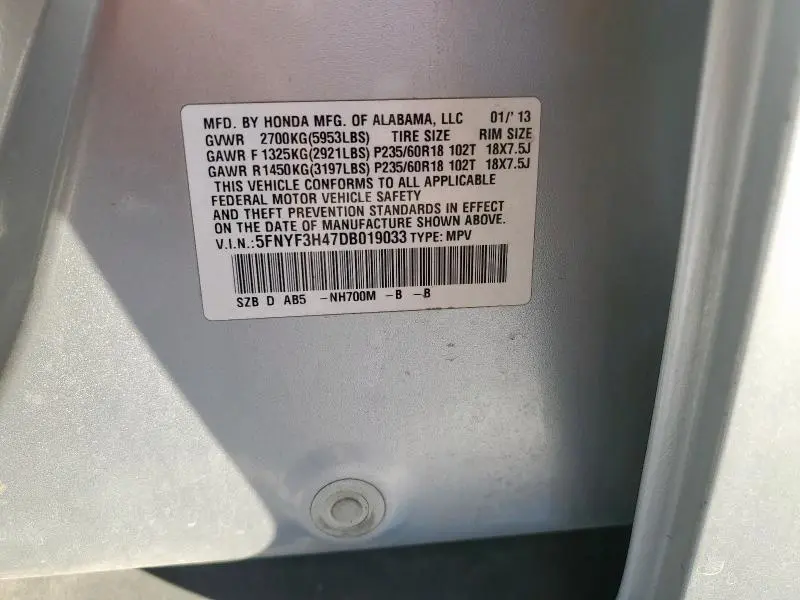 MFD. BY HONDA MFG. OF ALABAMA, LLC 01/' 13
GVWR 2700KG(5953LBS) TIRE SIZE RIM SIZE
GAWR F 1325KG(2921LBS) P235/60R18 102T 18X7.5J
GAWR R1450KG(3197LBS) P235/60R18 102T 18X7.5J
THIS VEHICLE CONFORMS TO ALL APPLICABLE
FEDERAL MOTOR VEHICLE SAFETY
AND THEFT PREVENTION STANDARDS IN EFFECT
ON THE DATE OF MANUFACTURE SHOWN ABOVE.
V.I.N.:5FNYF3H47DB019033 TYPE: MPV
SZB D AB5 -NH700M -B -B